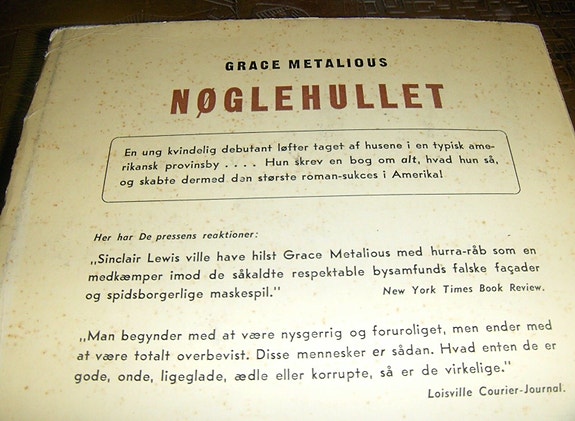 GRACE METALIOUS
NØGLEHULLET
En ung kvindelig debutant løfter taget af husene i en typisk ame-
rikansk provinsby . . . . Hun skrev en bog om alt, hvad hun så,
og skabte dermed den største roman-sukces i Amerika!
Her har De pressens reaktioner:
„Sinclair Lewis ville have hilst Grace Metalious med hurra-råb som en
medkæmper imod de såkaldte respektable bysamfunds falske façader
og spidsborgerlige maskespil."
New York Times Book Review.
„Man begynder med at være nysgerrig og foruroliget, men ender med
at være totalt overbevist. Disse mennesker er sådan. Hvad enten de er
gode, onde, ligeglade, ædle eller korrupte, så er de virkelige."
Loisville Courier-Journal.